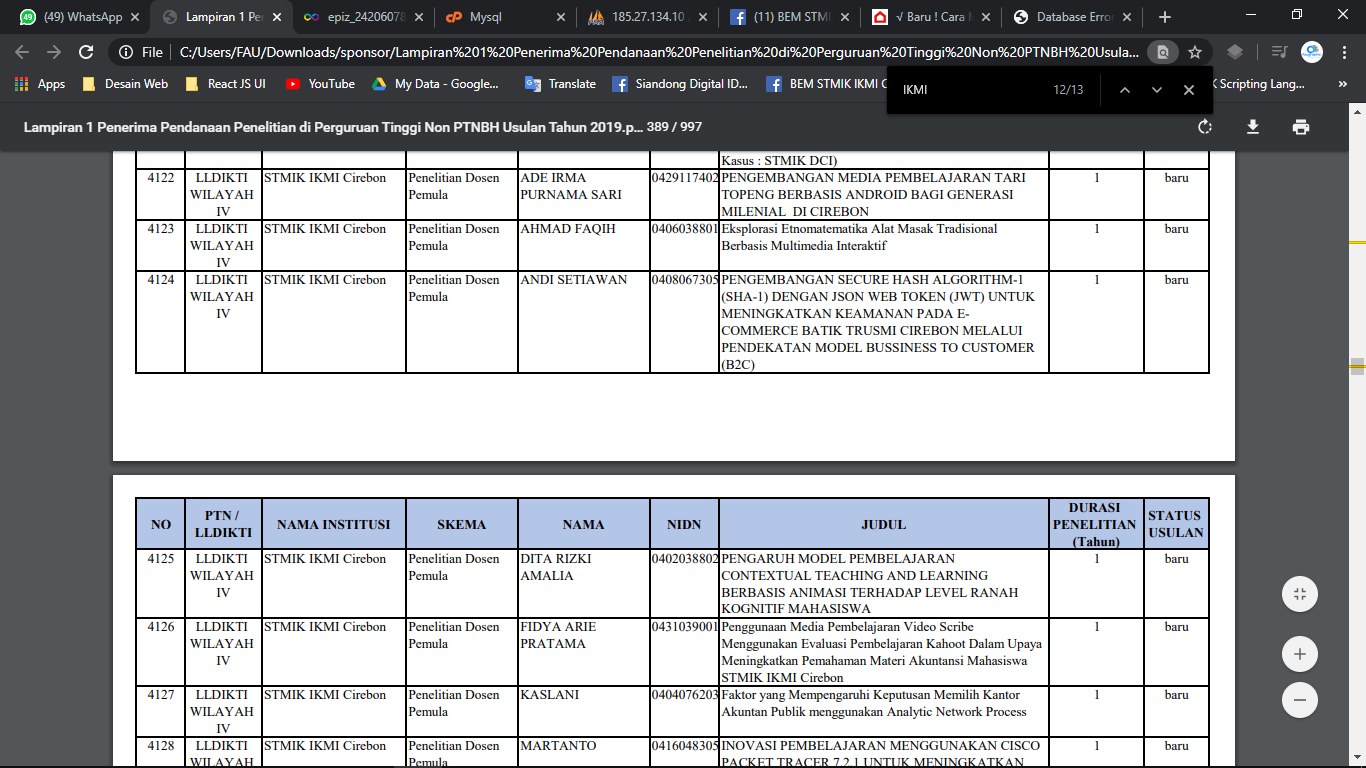 (49) WhatsApp
Lampiran 1 Pe
epiz_24206078
Mysql
185.27.134.10
(11) BEM STMI
√ Baru ! Cara
Database Error
File
C:/Users/FAU/Downloads/sponsor/Lampiran%201%20Penerima%20Pendanaan%20Penelitian%20di%20Perguruan%20Tinggi%20Non%20PTNBH%20Usula...
Apps
Desain Web
React JS UI
YouTube
My Data - Google...
Translate
Siandong Digital ID...
BEM STMIK IKMI C
Scripting Lang...
»
IKMI
12/13
Lampiran 1 Penerima Pendanaan Penelitian di Perguruan Tinggi Non PTNBH Usulan Tahun 2019.p...
389 / 997
Kasus : STMIK DCI)
4122
LLDIKTI
WILAYAH
IV
STMIK IKMI Cirebon
Penelitian Dosen
Pemula
ADE IRMA
PURNAMA SARI
0429117402
PENGEMBANGAN MEDIA PEMBELAJARAN TARI
TOPENG BERBASIS ANDROID BAGI GENERASI
MILENIAL DI CIREBON
1
baru
4123
LLDIKTI
WILAYAH
IV
STMIK IKMI Cirebon
Penelitian Dosen
Pemula
AHMAD FAQIH
0406038801
Eksplorasi Etnomatematika Alat Masak Tradisional
Berbasis Multimedia Interaktif
1
baru
4124
LLDIKTI
WILAYAH
IV
STMIK IKMI Cirebon
Penelitian Dosen
Pemula
ANDI SETIAWAN
0408067305
PENGEMBANGAN SECURE HASH ALGORITHM-1
(SHA-1) DENGAN JSON WEB TOKEN (JWT) UNTUK
MENINGKATKAN KEAMANAN PADA E-
COMMERCE BATIK TRUSMI CIREBON MELALUI
PENDEKATAN MODEL BUSSINESS TO CUSTOMER
(B2C)
1
baru
NO
PTN /
LLDIKTI
NAMA INSTITUSI
SKEMA
NAMA
NIDN
JUDUL
DURASI
PENELITIAN
(Tahun)
STATUS
USULAN
4125
LLDIKTI
WILAYAH
IV
STMIK IKMI Cirebon
Penelitian Dosen
Pemula
DITA RIZKI
AMALIA
0402038802
PENGARUH MODEL PEMBELAJARAN
CONTEXTUAL TEACHING AND LEARNING
BERBASIS ANIMASI TERHADAP LEVEL RANAH
KOGNITIF MAHASISWA
1
baru
4126
LLDIKTI
WILAYAH
IV
STMIK IKMI Cirebon
Penelitian Dosen
Pemula
FIDYA ARIE
PRATAMA
0431039001
Penggunaan Media Pembelajaran Video Scribe
Menggunakan Evaluasi Pembelajaran Kahoot Dalam Upaya
Meningkatkan Pemahaman Materi Akuntansi Mahasiswa
STMIK IKMI Cirebon
1
baru
4127
LLDIKTI
WILAYAH
IV
STMIK IKMI Cirebon
Penelitian Dosen
Pemula
KASLANI
0404076203
Faktor yang Mempengaruhi Keputusan Memilih Kantor
Akuntan Publik menggunakan Analytic Network Process
1
baru
4128
LLDIKTI
WILAYAH
STMIK IKMI Cirebon
Penelitian Dosen
Pemula
MARTANTO
0416048305
INOVASI PEMBELAJARAN MENGGUNAKAN CISCO
PACKET TRACER 7.2.1 UNTUK MENINGKATKAN
1
baru